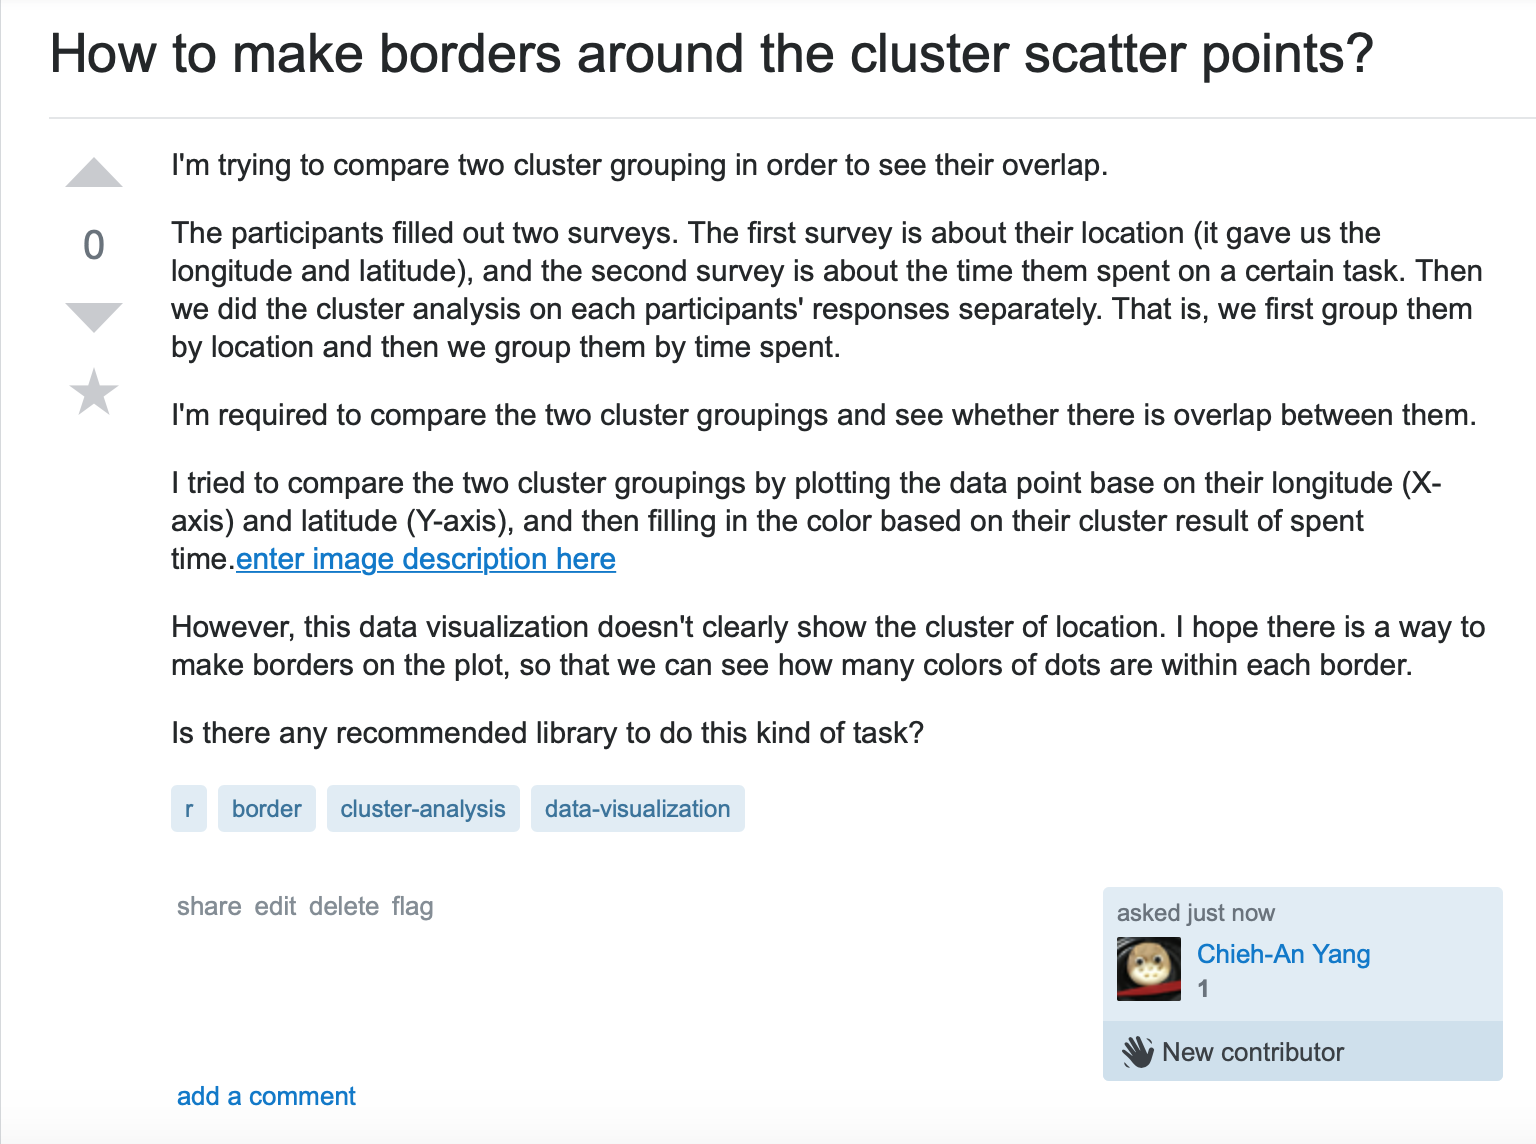 How to make borders around the cluster scatter points?
I'm trying to compare two cluster grouping in order to see their overlap.
0
The participants filled out two surveys. The first survey is about their location (it gave us the
longitude and latitude), and the second survey is about the time them spent on a certain task. Then
we did the cluster analysis on each participants' responses separately. That is, we first group them
by location and then we group them by time spent.
I'm required to compare the two cluster groupings and see whether there is overlap between them.
I tried to compare the two cluster groupings by plotting the data point base on their longitude (X-
axis) and latitude (Y-axis), and then filling in the color based on their cluster result of spent
time.enter image description here
However, this data visualization doesn't clearly show the cluster of location. I hope there is a way to
make borders on the plot, so that we can see how many colors of dots are within each border.
Is there any recommended library to do this kind of task?
r border cluster-analysis data-visualization
share edit delete flag
asked just now
Chieh-An Yang
1
New contributor
add a comment